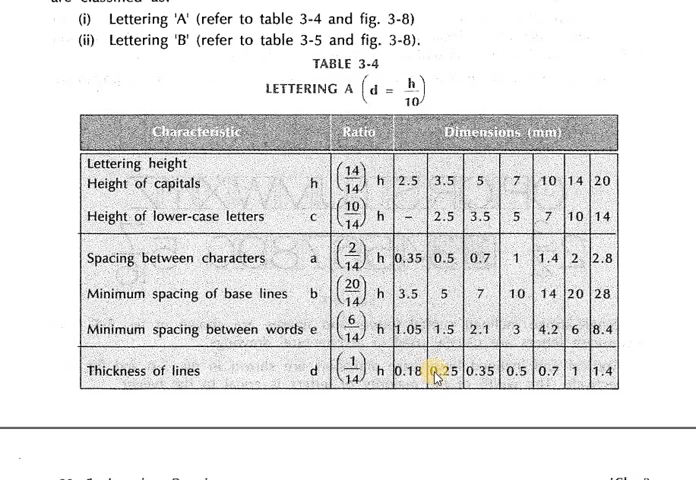 (i) Lettering 'A' (refer to table 3-4 and fig. 3-8)
(ii) Lettering 'B' (refer to table 3-5 and fig. 3-8).
TABLE 3-4
LETTERING A (d = h/10)
Characteristic Ratio Dimensions (mm)
Lettering height
Height of capitals h (14/14) h 2.5 3.5 5 7 10 14 20
Height of lower-case letters c (10/14) h – 2.5 3.5 5 7 10 14
Spacing between characters a (2/14) h 0.35 0.5 0.7 1 1.4 2 2.8
Minimum spacing of base lines b (20/14) h 3.5 5 7 10 14 20 28
Minimum spacing between words e (6/14) h 1.05 1.5 2.1 3 4.2 6 8.4
Thickness of lines d (1/14) h 0.18 0.25 0.35 0.5 0.7 1 1.4